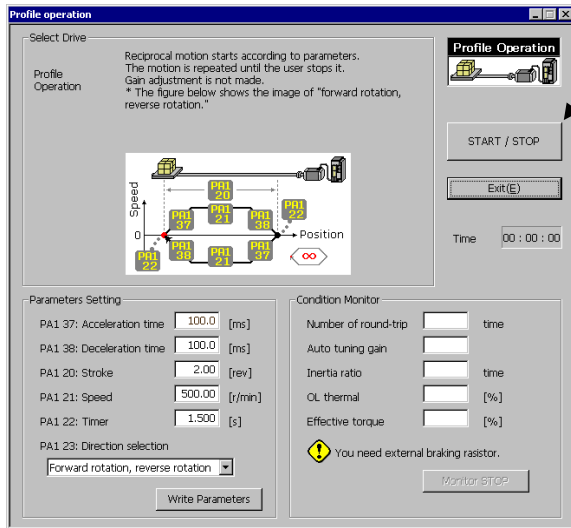 Profile operation
Select Drive
Profile
Operation
Reciprocal motion starts according to parameters.
The motion is repeated until the user stops it.
Gain adjustment is not made.
* The figure below shows the image of "forward rotation,
reverse rotation."
Profile Operation
START / STOP
Exit(E)
Time 00 : 00 : 00
Speed
PA1
20
PA1
37
PA1
21
PA1
38
PA1
22
0
Position
PA1
22
PA1
38
PA1
21
PA1
37
∞
Parameters Setting
PA1 37: Acceleration time 100.0 [ms]
PA1 38: Deceleration time 100.0 [ms]
PA1 20: Stroke 2.00 [rev]
PA1 21: Speed 500.00 [r/min]
PA1 22: Timer 1.500 [s]
PA1 23: Direction selection
Forward rotation, reverse rotation
Write Parameters
Condition Monitor
Number of round-trip time
Auto tuning gain
Inertia ratio time
OL thermal [%]
Effective torque [%]
You need external braking rasistor.
Monitor STOP